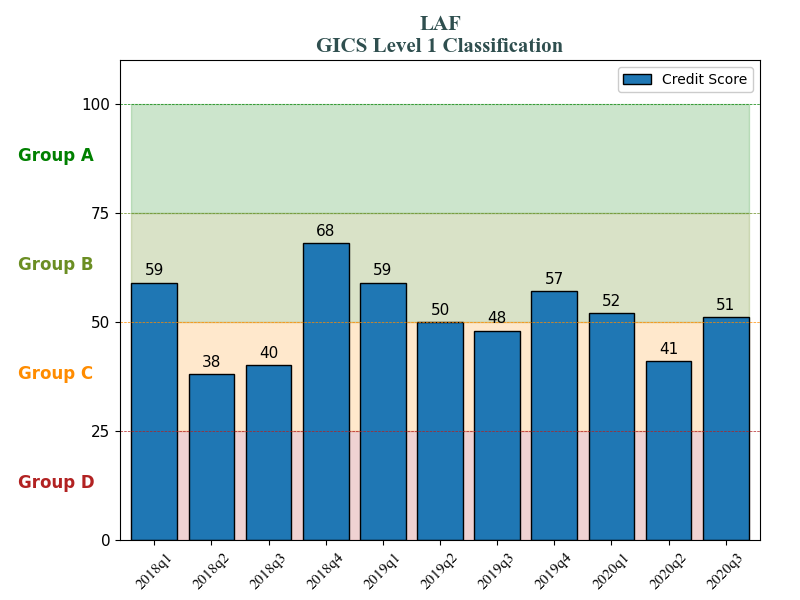 LAF
GICS Level 1 Classification
Credit Score
100
Group A
75
68
Group B
59
59
57
52
51
50
50
48
41
40
38
Group C
25
Group D
0
2018q1
2018q2
2018q3
2018q4
2019q1
2019q2
2019q3
2019q4
2020q1
2020q2
2020q3